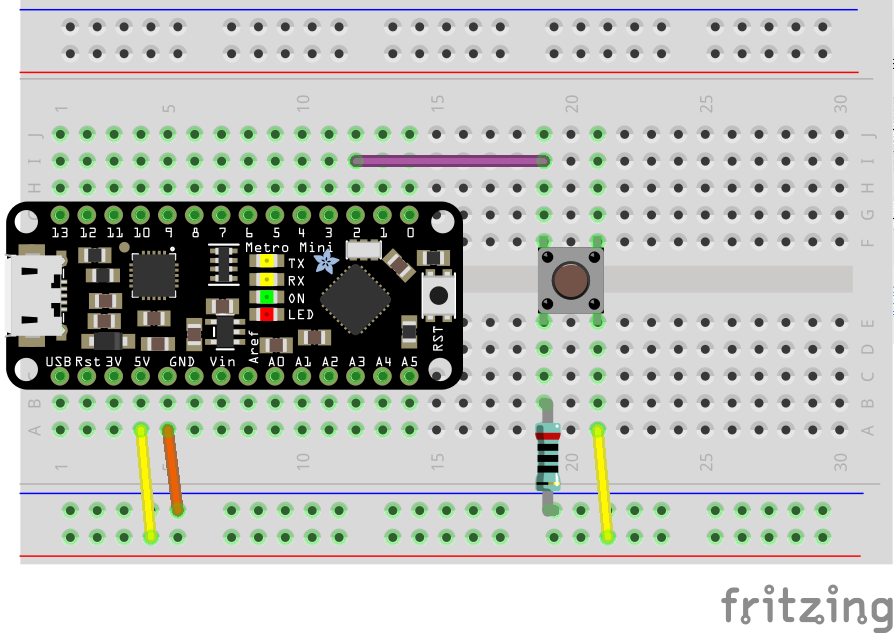 1 5 10 15 20 25 30
J J
I I
H H
G G
F F
13 12 11 10 9 8 7 6 5 4 3 2 1 0
Metro Mini
TX
RX
ON
LED
RST
Aref
USB Rst 3V 5V GND Vin A0 A1 A2 A3 A4 A5
E
D
C
B B
A A
1 10 15 20 25 30
fritzing